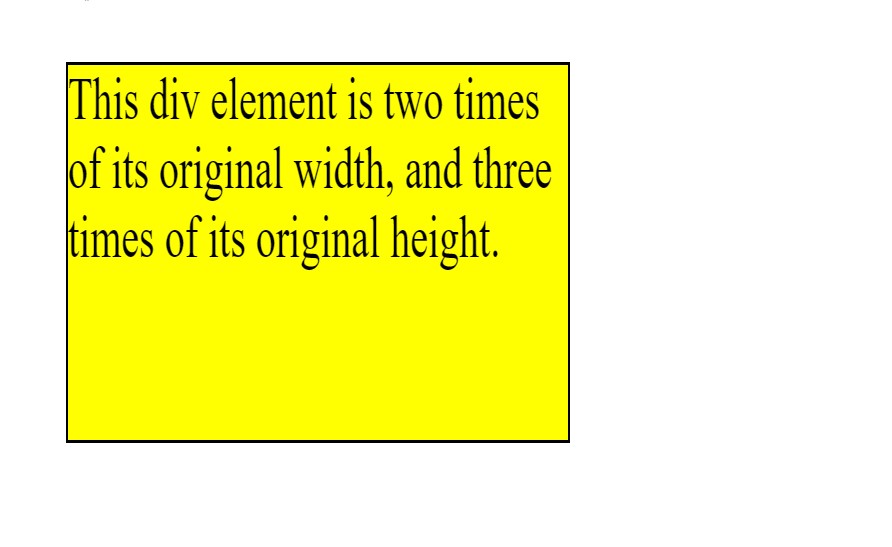 This div element is two times
of its original width, and three
times of its original height.